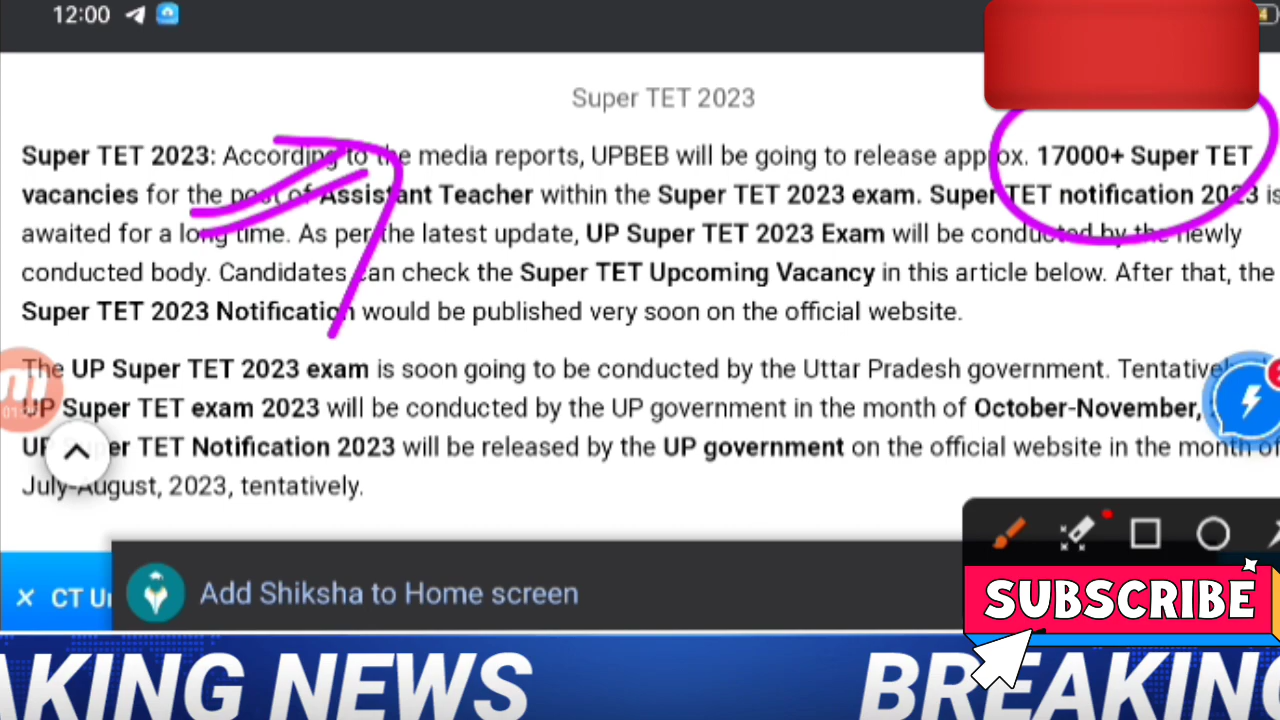 12:00
Super TET 2023
Super TET 2023: According to the media reports, UPBEB will be going to release approx. 17000+ Super TET
vacancies for the post of Assistant Teacher within the Super TET 2023 exam. Super TET notification 2023 is
awaited for a long time. As per the latest update, UP Super TET 2023 Exam will be conducted by the newly
conducted body. Candidates can check the Super TET Upcoming Vacancy in this article below. After that, the
Super TET 2023 Notification would be published very soon on the official website.
The UP Super TET 2023 exam is soon going to be conducted by the Uttar Pradesh government. Tentatively
UP Super TET exam 2023 will be conducted by the UP government in the month of October-November,
UP Super TET Notification 2023 will be released by the UP government on the official website in the month of
July-August, 2023, tentatively.
× CT
Add Shiksha to Home screen
SUBSCRIBE
AKING NEWS BREAKING